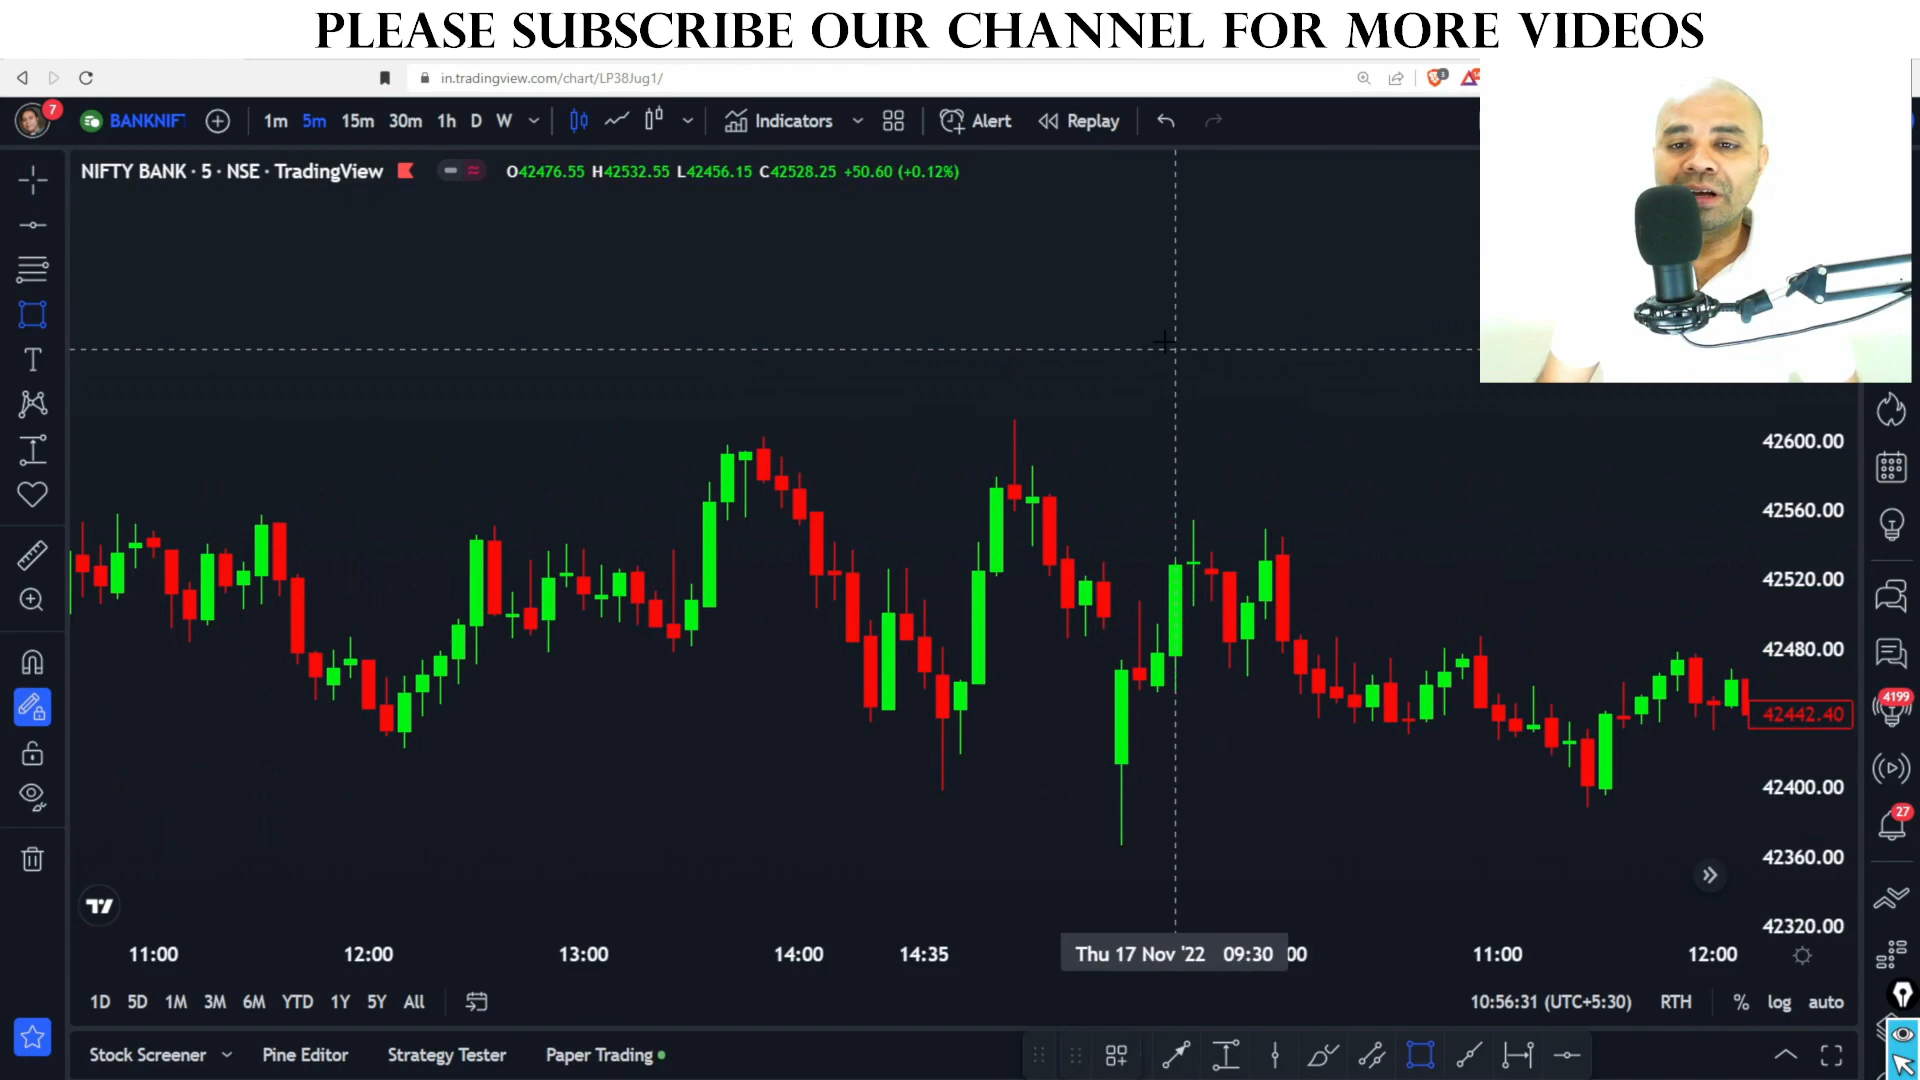 PLEASE SUBSCRIBE OUR CHANNEL FOR MORE VIDEOS
in.tradingview.com/chart/LP38Jug1/
3
7
BANKNIF
1m 5m 15m 30m 1h D W
Indicators
Alert
Replay
NIFTY BANK · 5 · NSE · TradingView
O42476.55 H42532.55 L42456.15 C42528.25 +50.60 (+0.12%)
42600.00
42560.00
42520.00
42480.00
4199
42442.40
42400.00
27
42360.00
42320.00
11:00 12:00 13:00 14:00 14:35 Thu 17 Nov '22 09:30 00 11:00 12:00
1D 5D 1M 3M 6M YTD 1Y 5Y All
10:56:31 (UTC+5:30) RTH % log auto
Stock Screener Pine Editor Strategy Tester Paper Trading